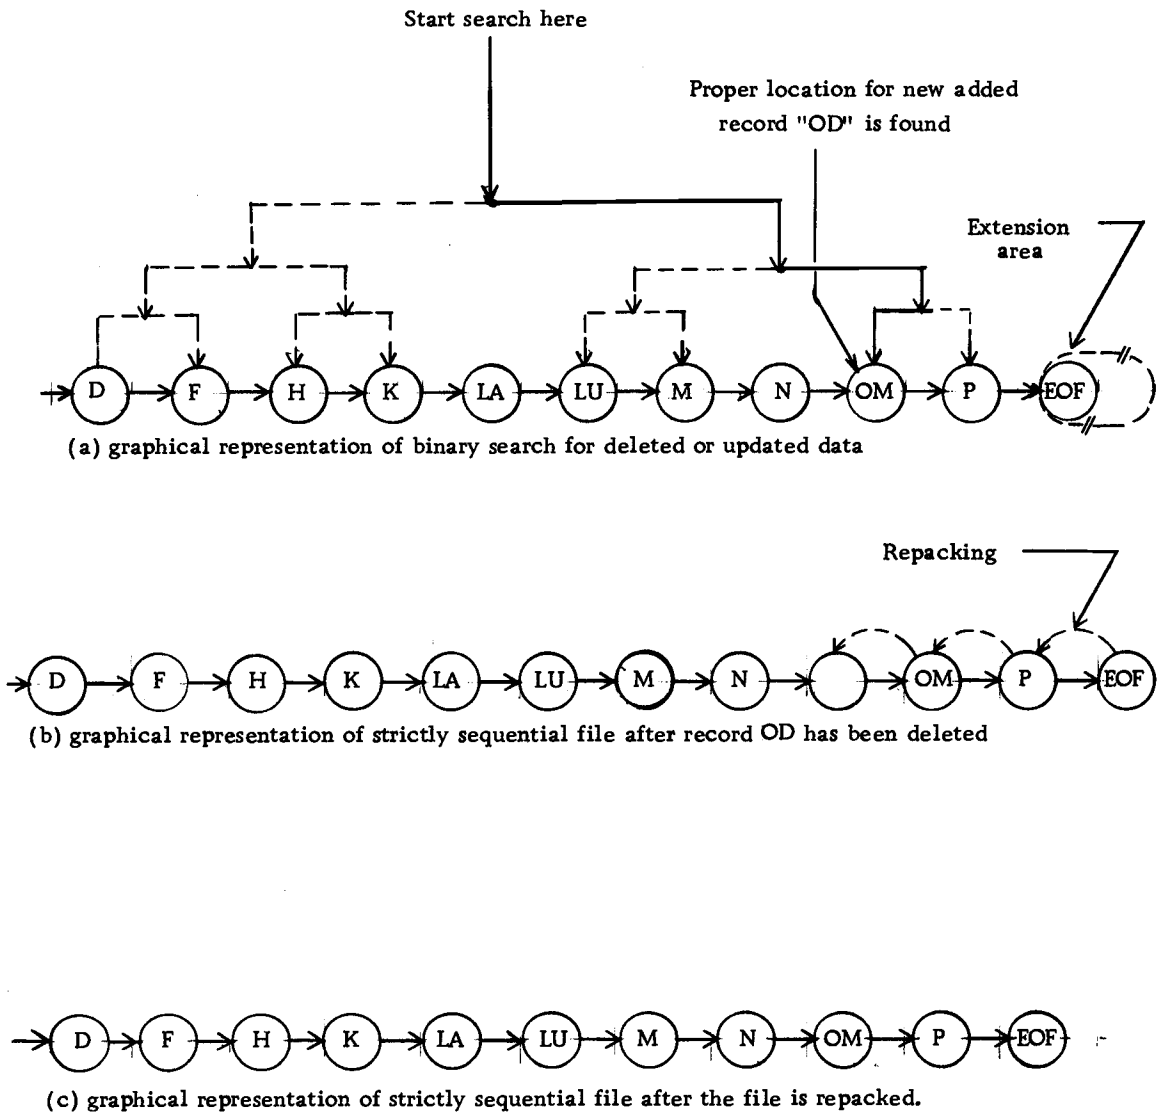 Start search here
Proper location for new added
record "OD" is found
Extension
area
D F H K LA LU M N OM P EOF
(a) graphical representation of binary search for deleted or updated data
Repacking
D F H K LA LU M N OM P EOF
(b) graphical representation of strictly sequential file after record OD has been deleted
D F H K LA LU M N OM P EOF
(c) graphical representation of strictly sequential file after the file is repacked.